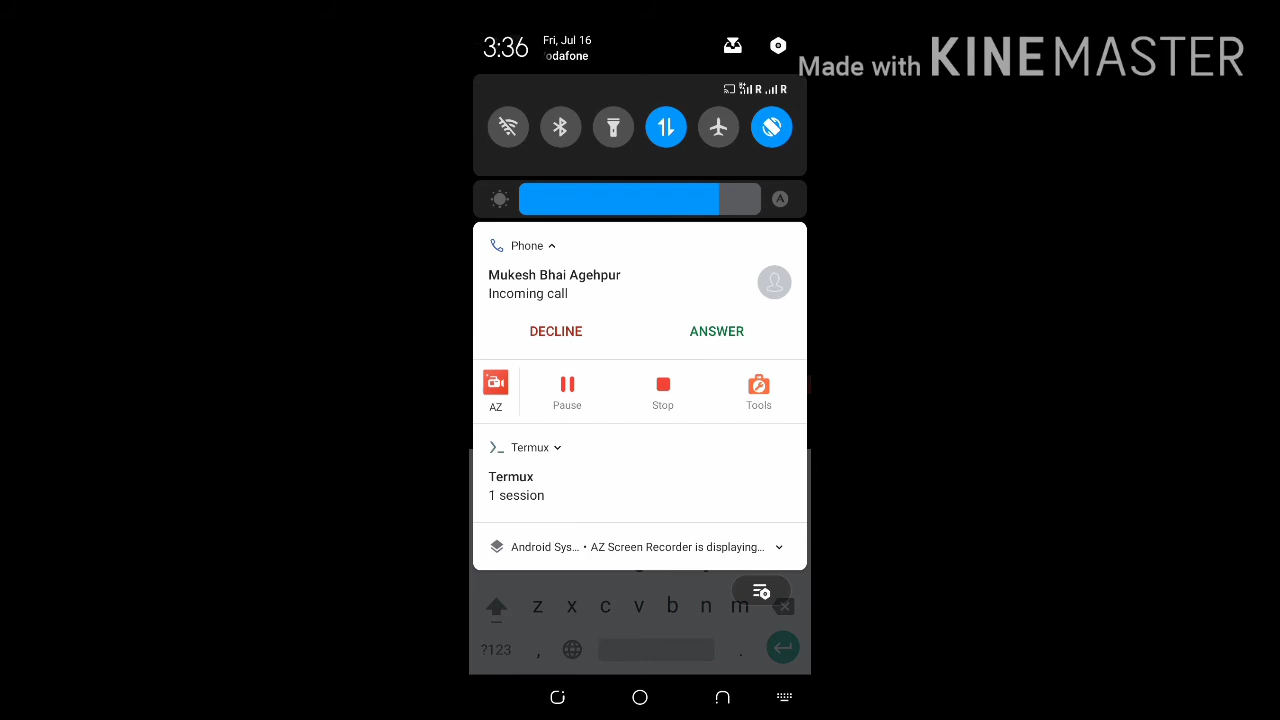 3:36
Fri, Jul 16
odafone
Made with KINEMASTER
R R
A
Phone
Mukesh Bhai Agehpur
Incoming call
DECLINE ANSWER
AZ Pause Stop Tools
>_ Termux
Termux
1 session
Android Sys... • AZ Screen Recorder is displaying...
z x c v b n m
?123 , .